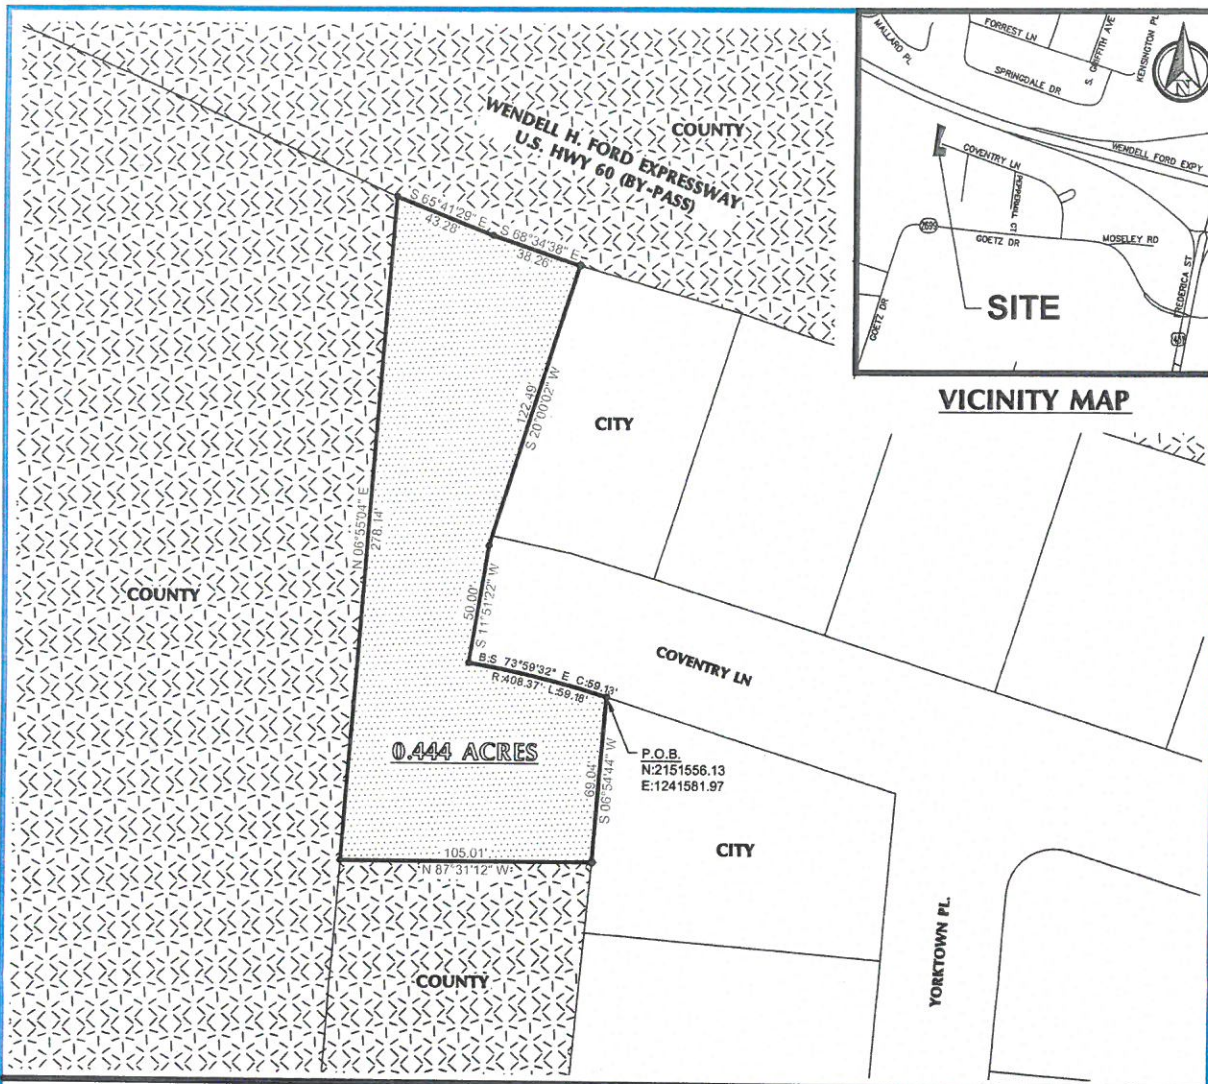 WENDELL H. FORD EXPRESSWAY
U.S. HWY 60 (BY-PASS)
COUNTY
S 65°41'29" E
43.28'
S 68°34'38" E
38.26'
122.49'
S 20°00'02" W
CITY
N 06°55'04" E
278.14'
COUNTY
50.00'
S 11°51'22" W
B:S 73°59'32" E C:59.13'
R:408.37' L:59.18'
COVENTRY LN
0.444 ACRES
P.O.B.
N:2151556.13
E:1241581.97
69.04'
S 06°54'44" W
105.01'
N 87°31'12" W
CITY
COUNTY
YORKTOWN PL.
MALLARD PL
FORREST LN
S. GRIFFITH AVE
KENSINGTON PL
SPRINGDALE DR
N
WENDELL FORD EXPY
COVENTRY LN
PEPPERELL CT
2699
GOETZ DR
MOSELEY RD
GOETZ DR
FREDERICA ST
431
SITE
VICINITY MAP